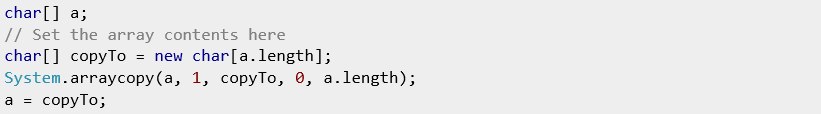 char[] a;
// Set the array contents here
char[] copyTo = new char[a.length];
System.arraycopy(a, 1, copyTo, 0, a.length);
a = copyTo;